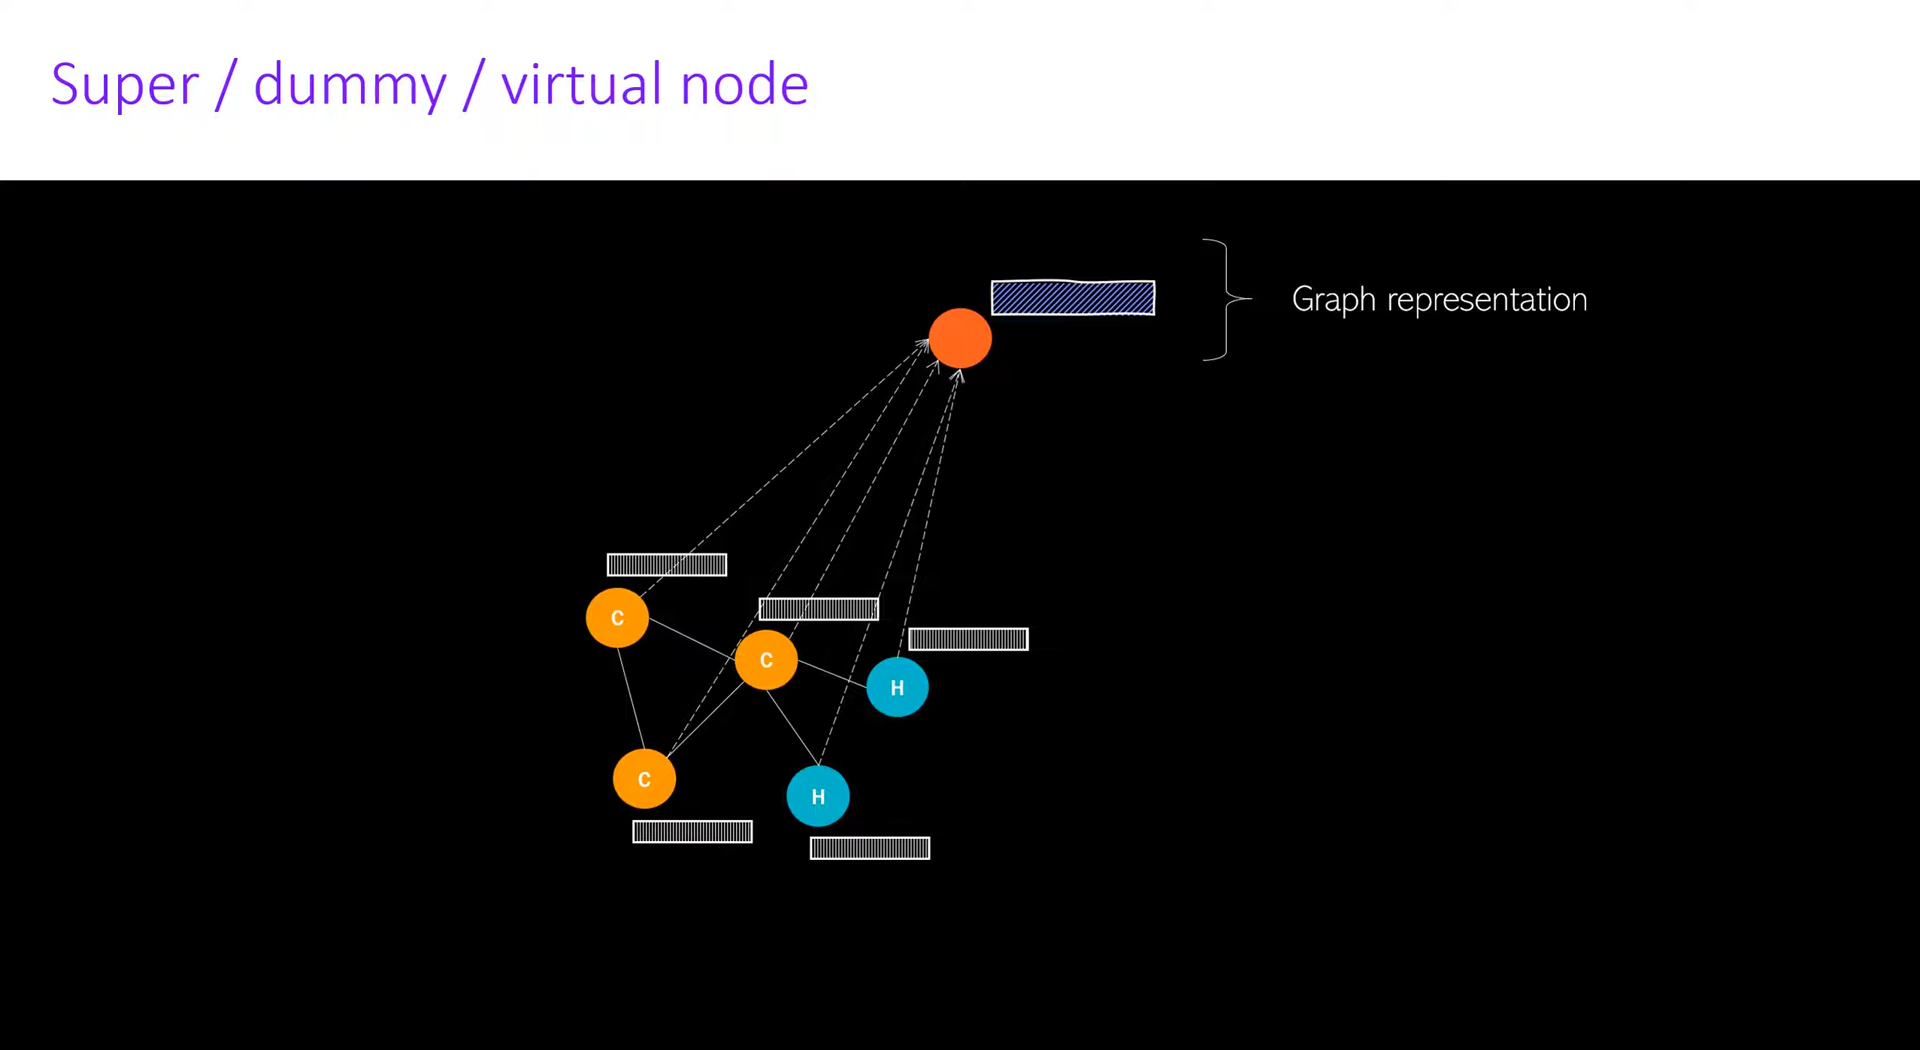 Super / dummy / virtual node
Graph representation
C
C
H
C
H